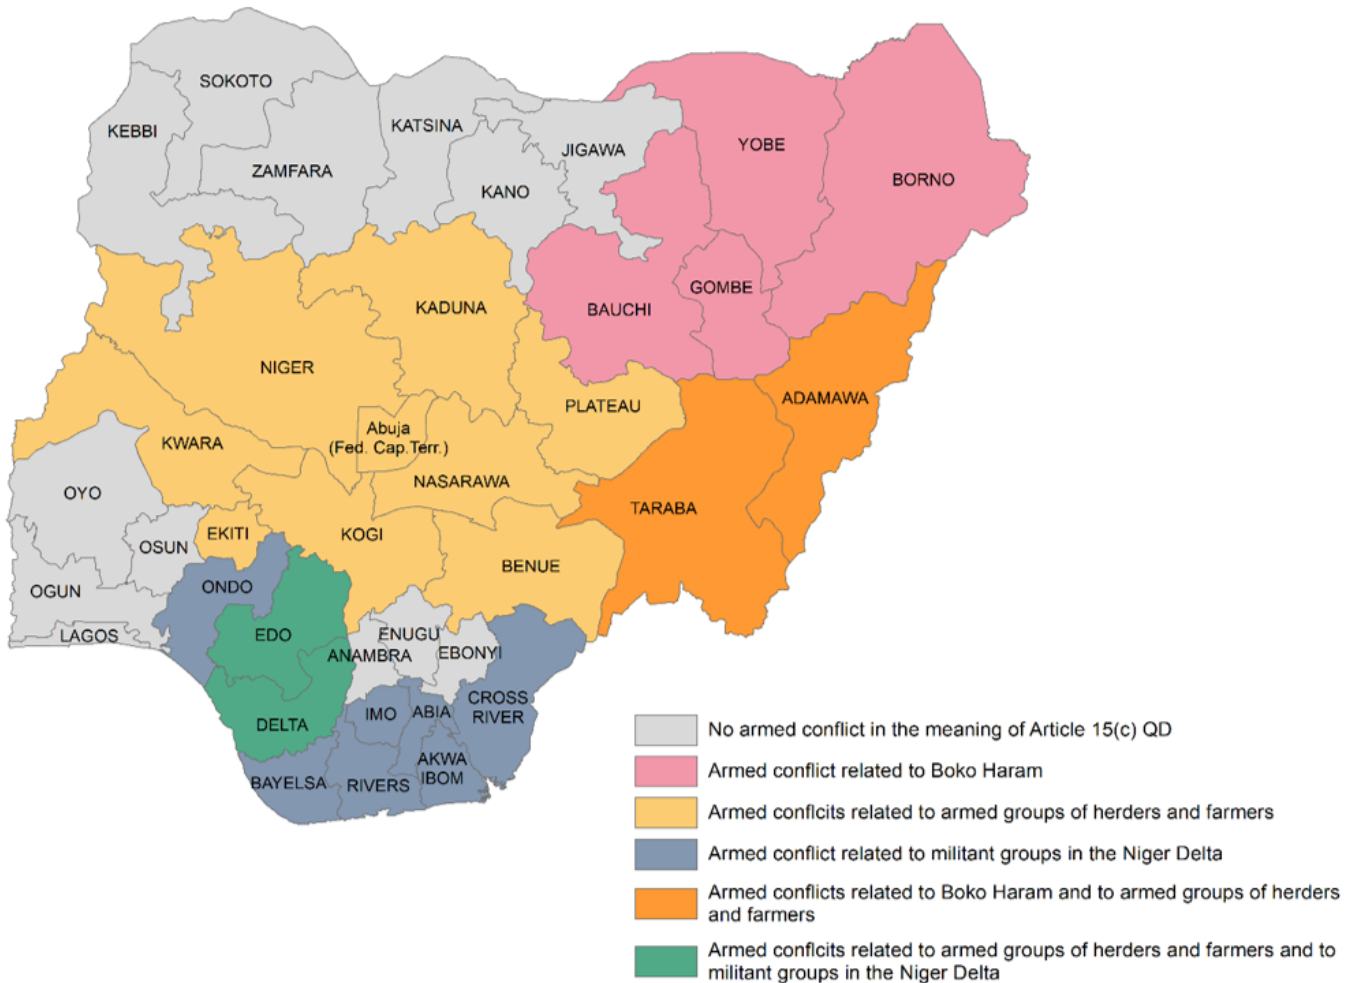 SOKOTO
KEBBI
KATSINA
ZAMFARA
JIGAWA
KANO
YOBE
BORNO
GOMBE
BAUCHI
KADUNA
NIGER
ADAMAWA
PLATEAU
Abuja
(Fed. Cap.Terr.)
KWARA
NASARAWA
OYO
TARABA
EKITI
KOGI
OSUN
BENUE
ONDO
OGUN
LAGOS
EDO
ENUGU
ANAMBRA
EBONYI
CROSS
RIVER
IMO
ABIA
DELTA
AKWA
IBOM
BAYELSA
RIVERS
No armed conflict in the meaning of Article 15(c) QD
Armed conflict related to Boko Haram
Armed conflcits related to armed groups of herders and farmers
Armed conflict related to militant groups in the Niger Delta
Armed conflicts related to Boko Haram and to armed groups of herders
and farmers
Armed conflcits related to armed groups of herders and farmers and to
militant groups in the Niger Delta